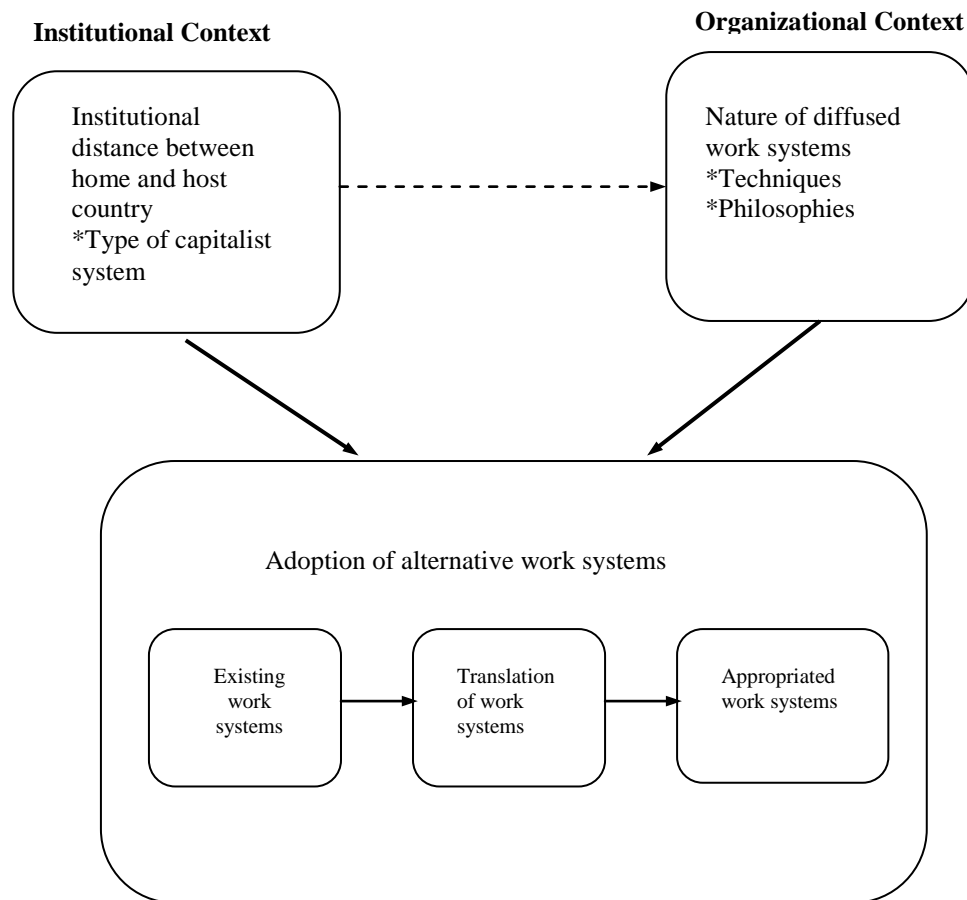 Institutional Context
Organizational Context
Institutional
distance between
home and host
country
*Type of capitalist
system
Nature of diffused
work systems
*Techniques
*Philosophies
Adoption of alternative work systems
Existing
work
systems
Translation
of work
systems
Appropriated
work systems